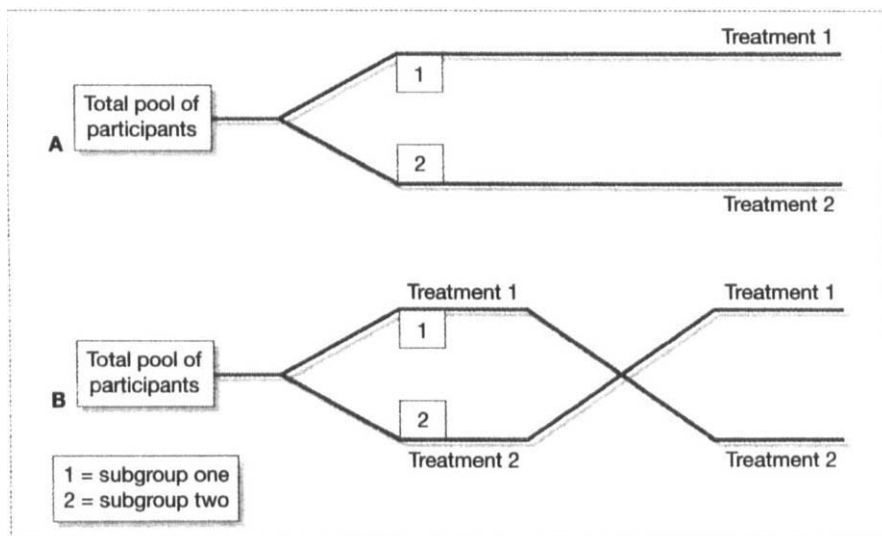 Treatment 1
1
Total pool of
participants
A
2
Treatment 2
Treatment 1
Treatment 1
1
Total pool of
participants
B
2
Treatment 2
Treatment 2
1 = subgroup one
2 = subgroup two